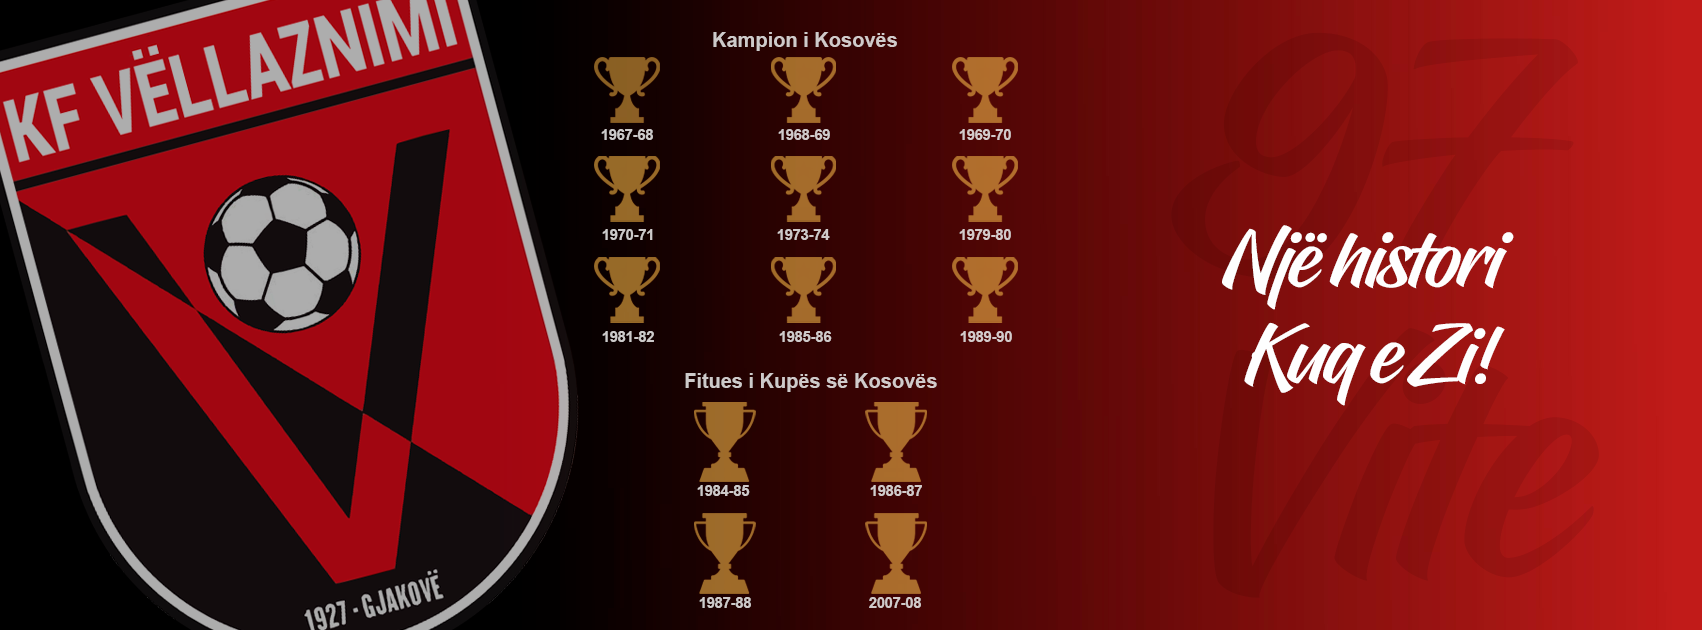 KF VËLLAZNIMI
1927 - GJAKOVË
Kampion i Kosovës
1967-68 1968-69 1969-70
1970-71 1973-74 1979-80
1981-82 1985-86 1989-90
Fitues i Kupës së Kosovës
1984-85 1986-87
1987-88 2007-08
97
Vite
Një histori
Kuq e Zi!